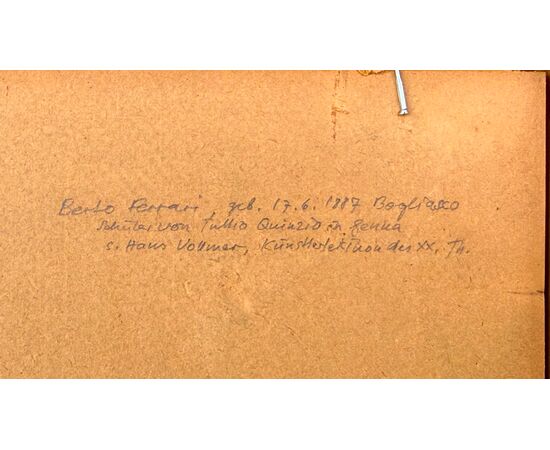 Berto Ferrari, geb. 17.6.1887 Bogliasco
Schüler von Tullio Quinzio in Genua
s. Hans Vollmer, Künstlerlexikon des XX. Jh.